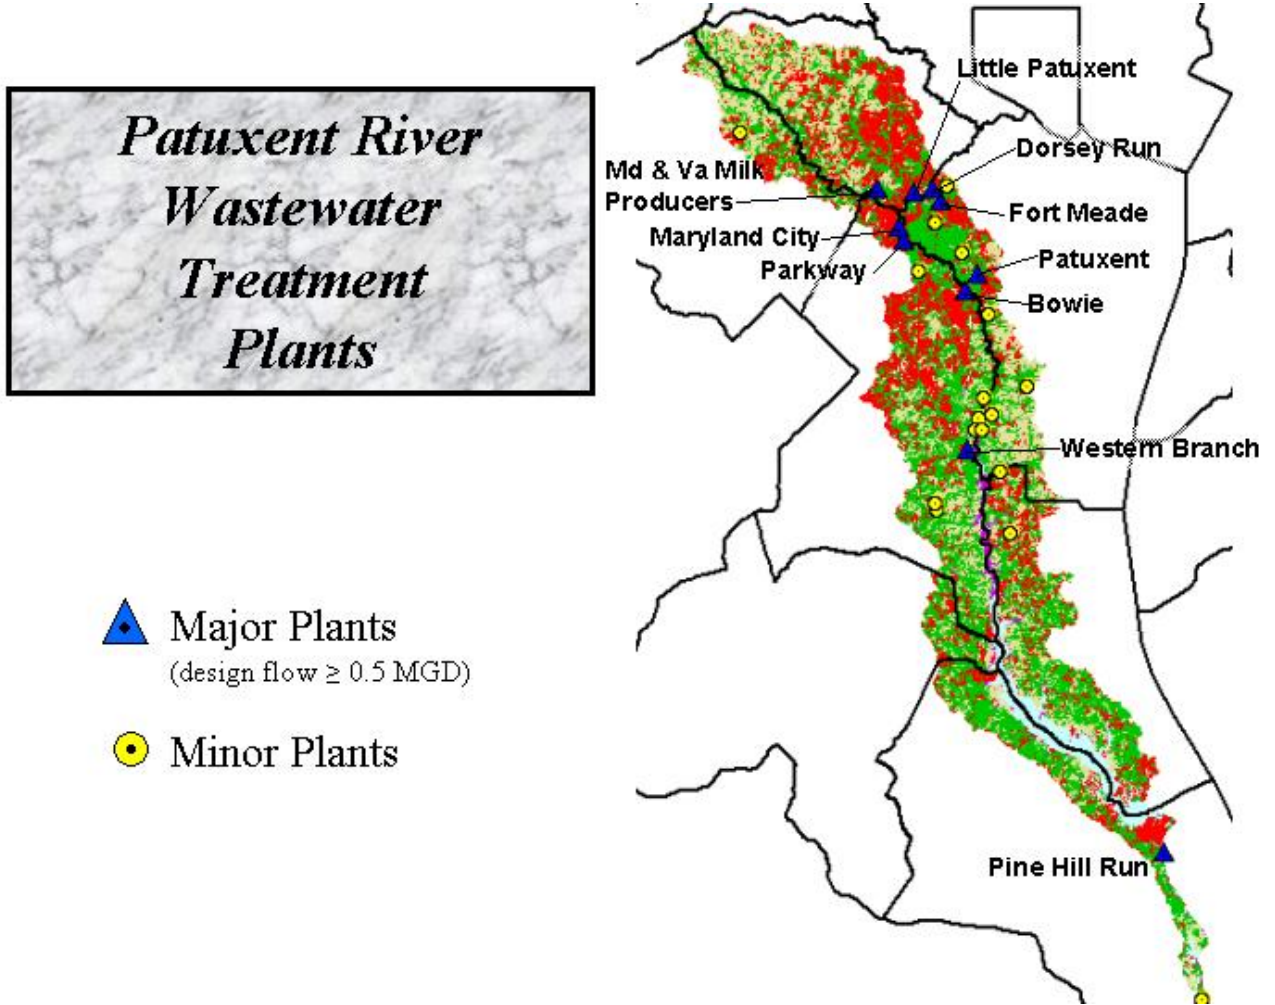 Patuxent River
Wastewater
Treatment
Plants
Major Plants
(design flow ≥ 0.5 MGD)
Minor Plants
Little Patuxent
Dorsey Run
Md & Va Milk
Producers
Fort Meade
Maryland City
Parkway
Patuxent
Bowie
Western Branch
Pine Hill Run